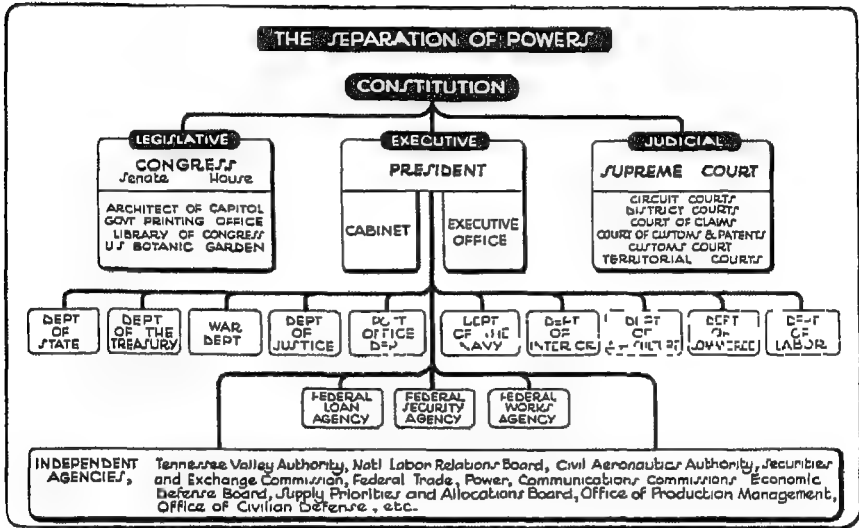 THE SEPARATION OF POWERS
CONSTITUTION
LEGISLATIVE
CONGRESS
Senate House
ARCHITECT OF CAPITOL
GOVT PRINTING OFFICE
LIBRARY OF CONGRESS
US BOTANIC GARDEN
EXECUTIVE
PRESIDENT
CABINET
EXECUTIVE
OFFICE
JUDICIAL
SUPREME COURT
CIRCUIT COURTS
DISTRICT COURTS
COURT OF CLAIMS
COURT OF CUSTOMS & PATENTS
CUSTOMS COURT
TERRITORIAL COURTS
DEPT
OF
STATE
DEPT
OF THE
TREASURY
WAR
DEPT
DEPT
OF
JUSTICE
POST
OFFICE
DEPT
OF THE
NAVY
DEPT
OF
DEPT
OF
DEPT
OF
COMMERCE
DEPT
OF
LABOR
FEDERAL
LOAN
AGENCY
FEDERAL
SECURITY
AGENCY
FEDERAL
WORKS
AGENCY
INDEPENDENT
AGENCIES,
Tennessee Valley Authority, Natl Labor Relations Board, Civil Aeronautics Authority, Securities
and Exchange Commission, Federal Trade, Power, Communications Commissions Economic
Defense Board, Supply Priorities and Allocations Board, Office of Production Management,
Office of Civilian Defense, etc.